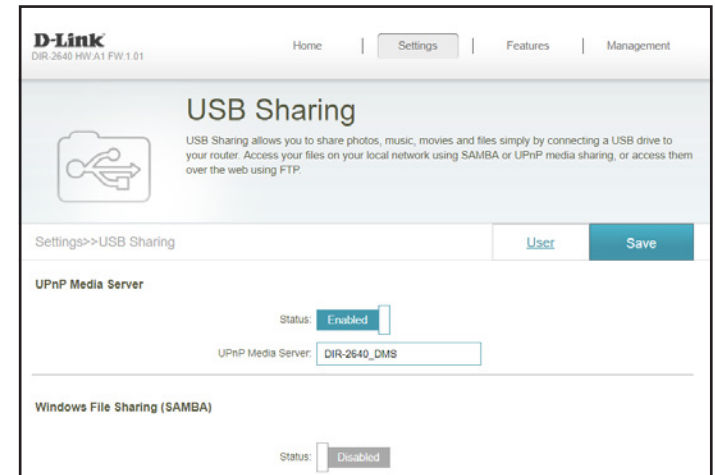 D-Link
DIR-2640 HW:A1 FW:1.01
Home | Settings | Features | Management
USB Sharing
USB Sharing allows you to share photos, music, movies and files simply by connecting a USB drive to
your router. Access your files on your local network using SAMBA or UPnP media sharing, or access them
over the web using FTP.
Settings>>USB Sharing
User
Save
UPnP Media Server
Status: Enabled
UPnP Media Server: DIR-2640_DMS
Windows File Sharing (SAMBA)
Status: Disabled